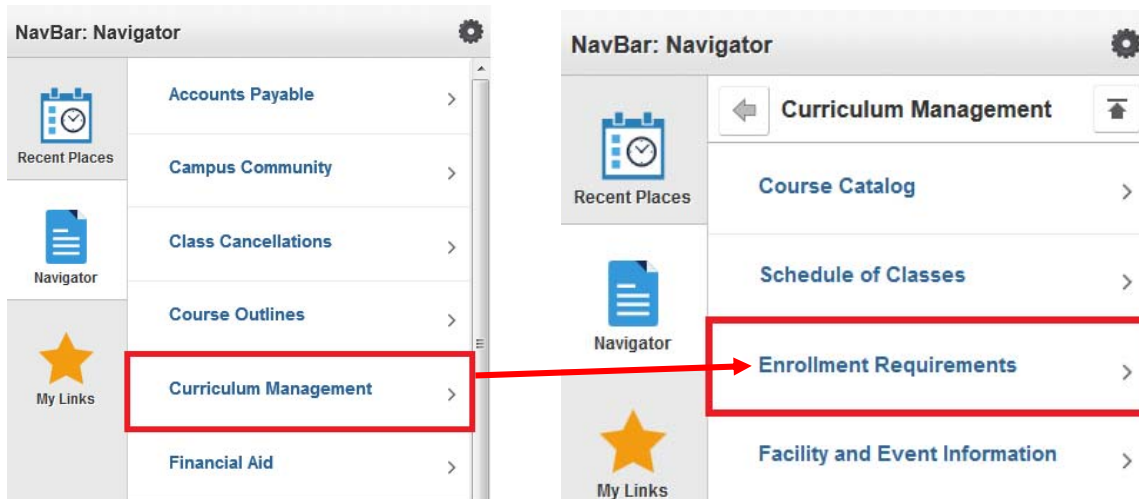 NavBar: Navigator
Recent Places
Navigator
My Links
Accounts Payable
Campus Community
Class Cancellations
Course Outlines
Curriculum Management
Financial Aid
NavBar: Navigator
Recent Places
Navigator
My Links
Curriculum Management
Course Catalog
Schedule of Classes
Enrollment Requirements
Facility and Event Information